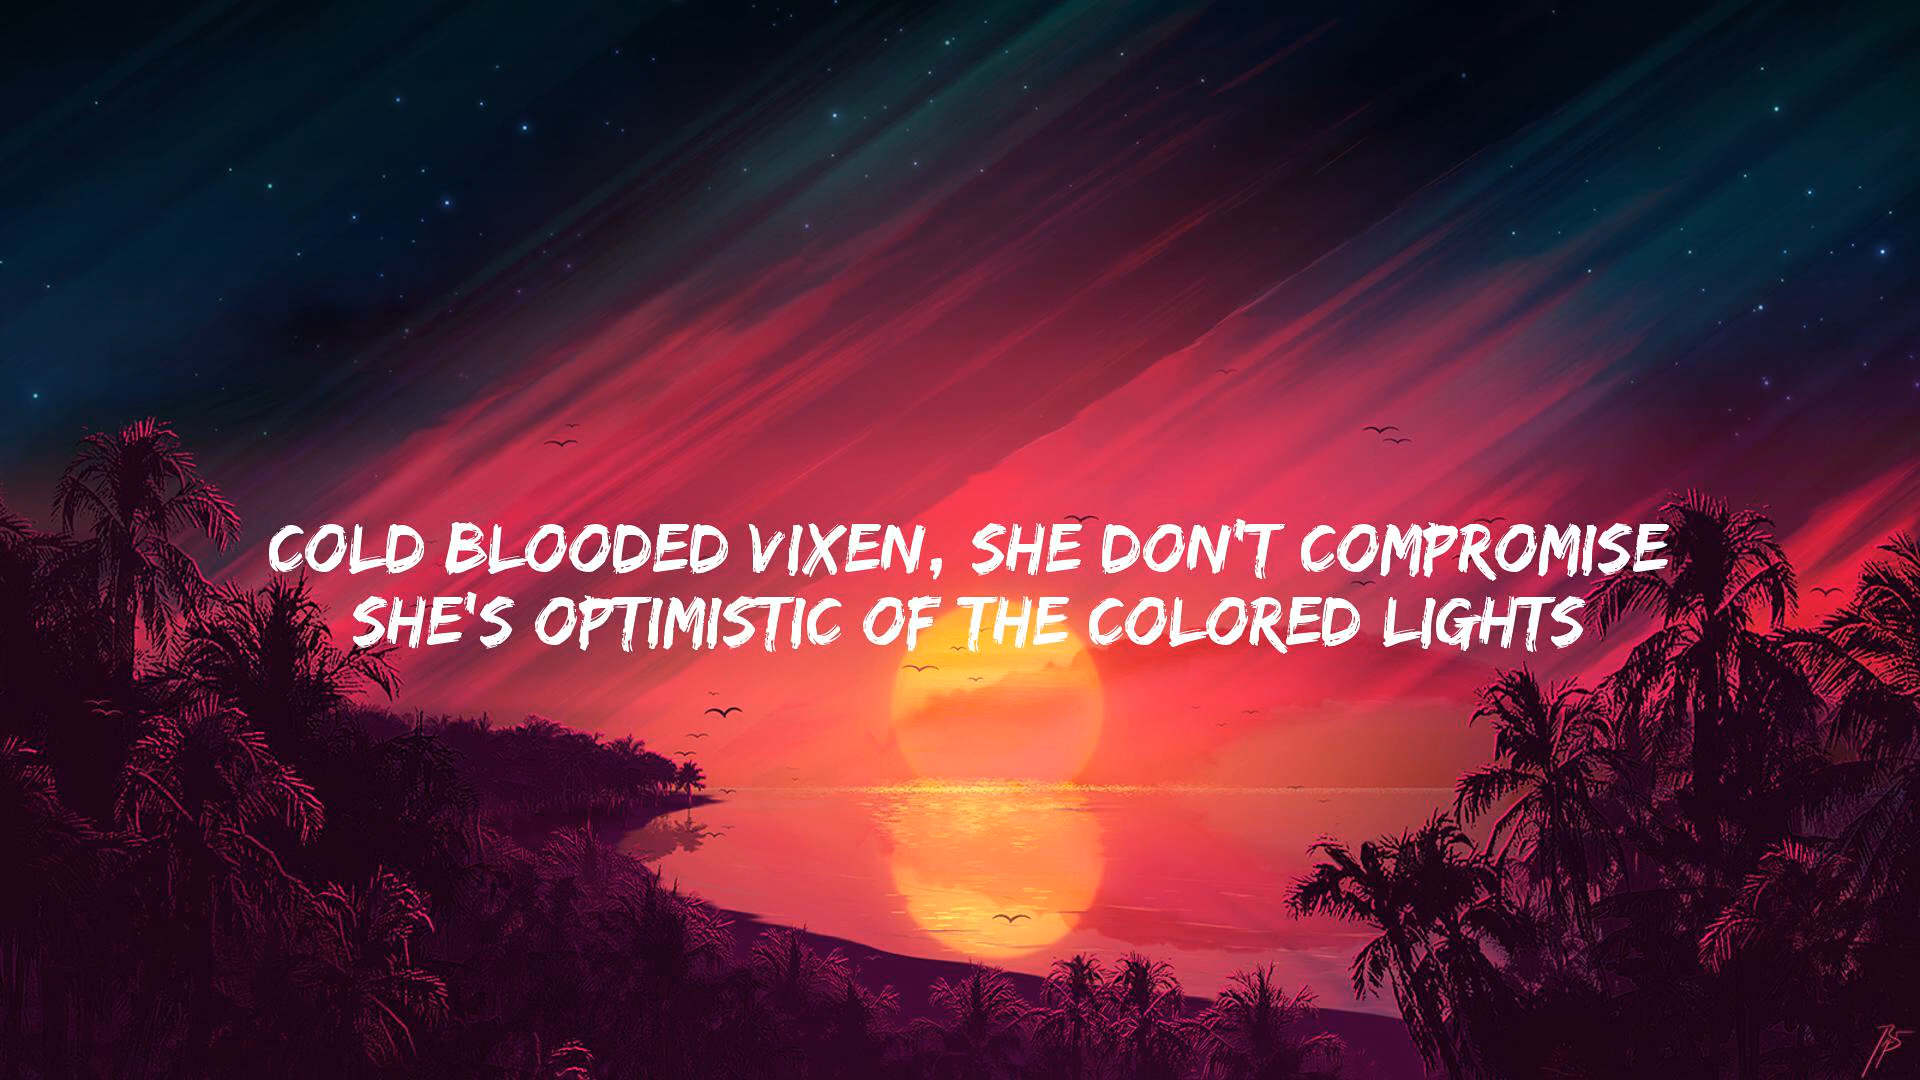 COLD BLOODED VIXEN, SHE DON'T COMPROMISE
SHE'S OPTIMISTIC OF THE COLORED LIGHTS